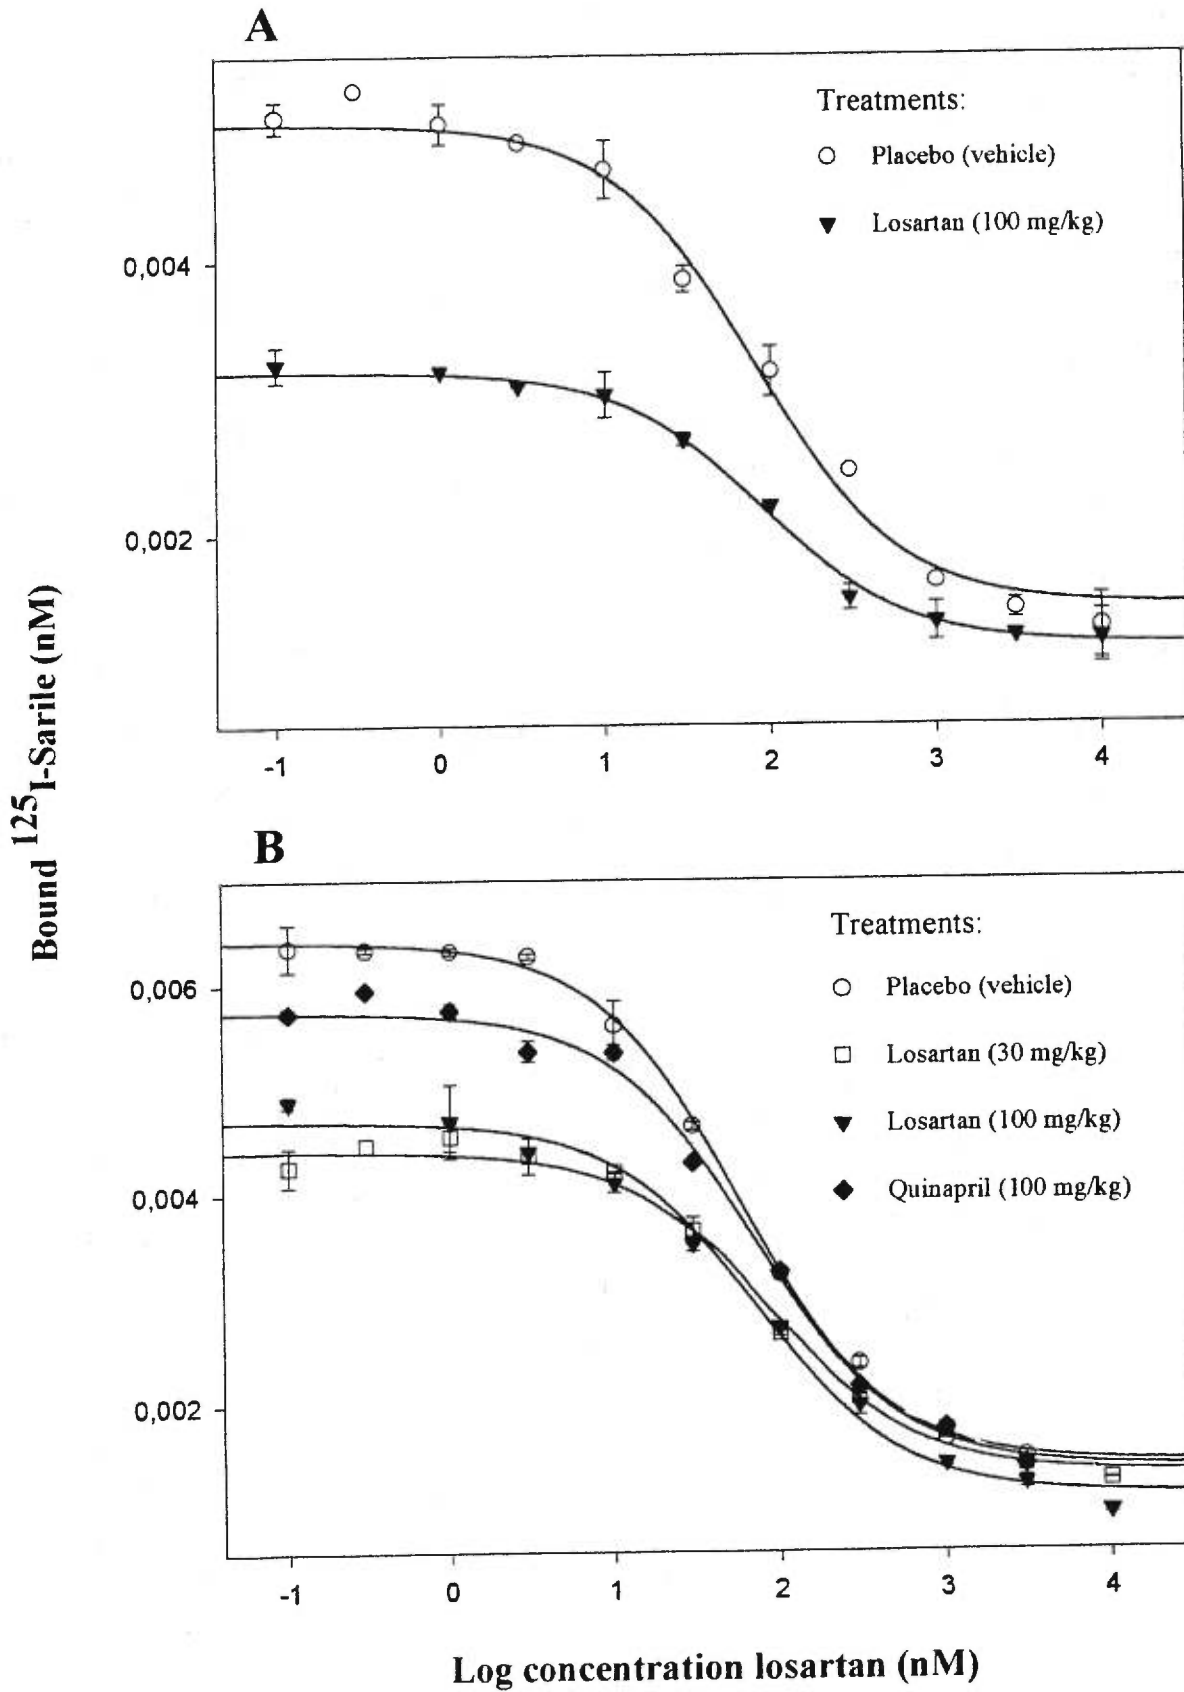 A
Treatments:
Placebo (vehicle)
Losartan (100 mg/kg)
0,004
0,002
-1 0 1 2 3 4
Bound 125I-Sarile (nM)
B
Treatments:
Placebo (vehicle)
Losartan (30 mg/kg)
Losartan (100 mg/kg)
Quinapril (100 mg/kg)
0,006
0,004
0,002
-1 0 1 2 3 4
Log concentration losartan (nM)